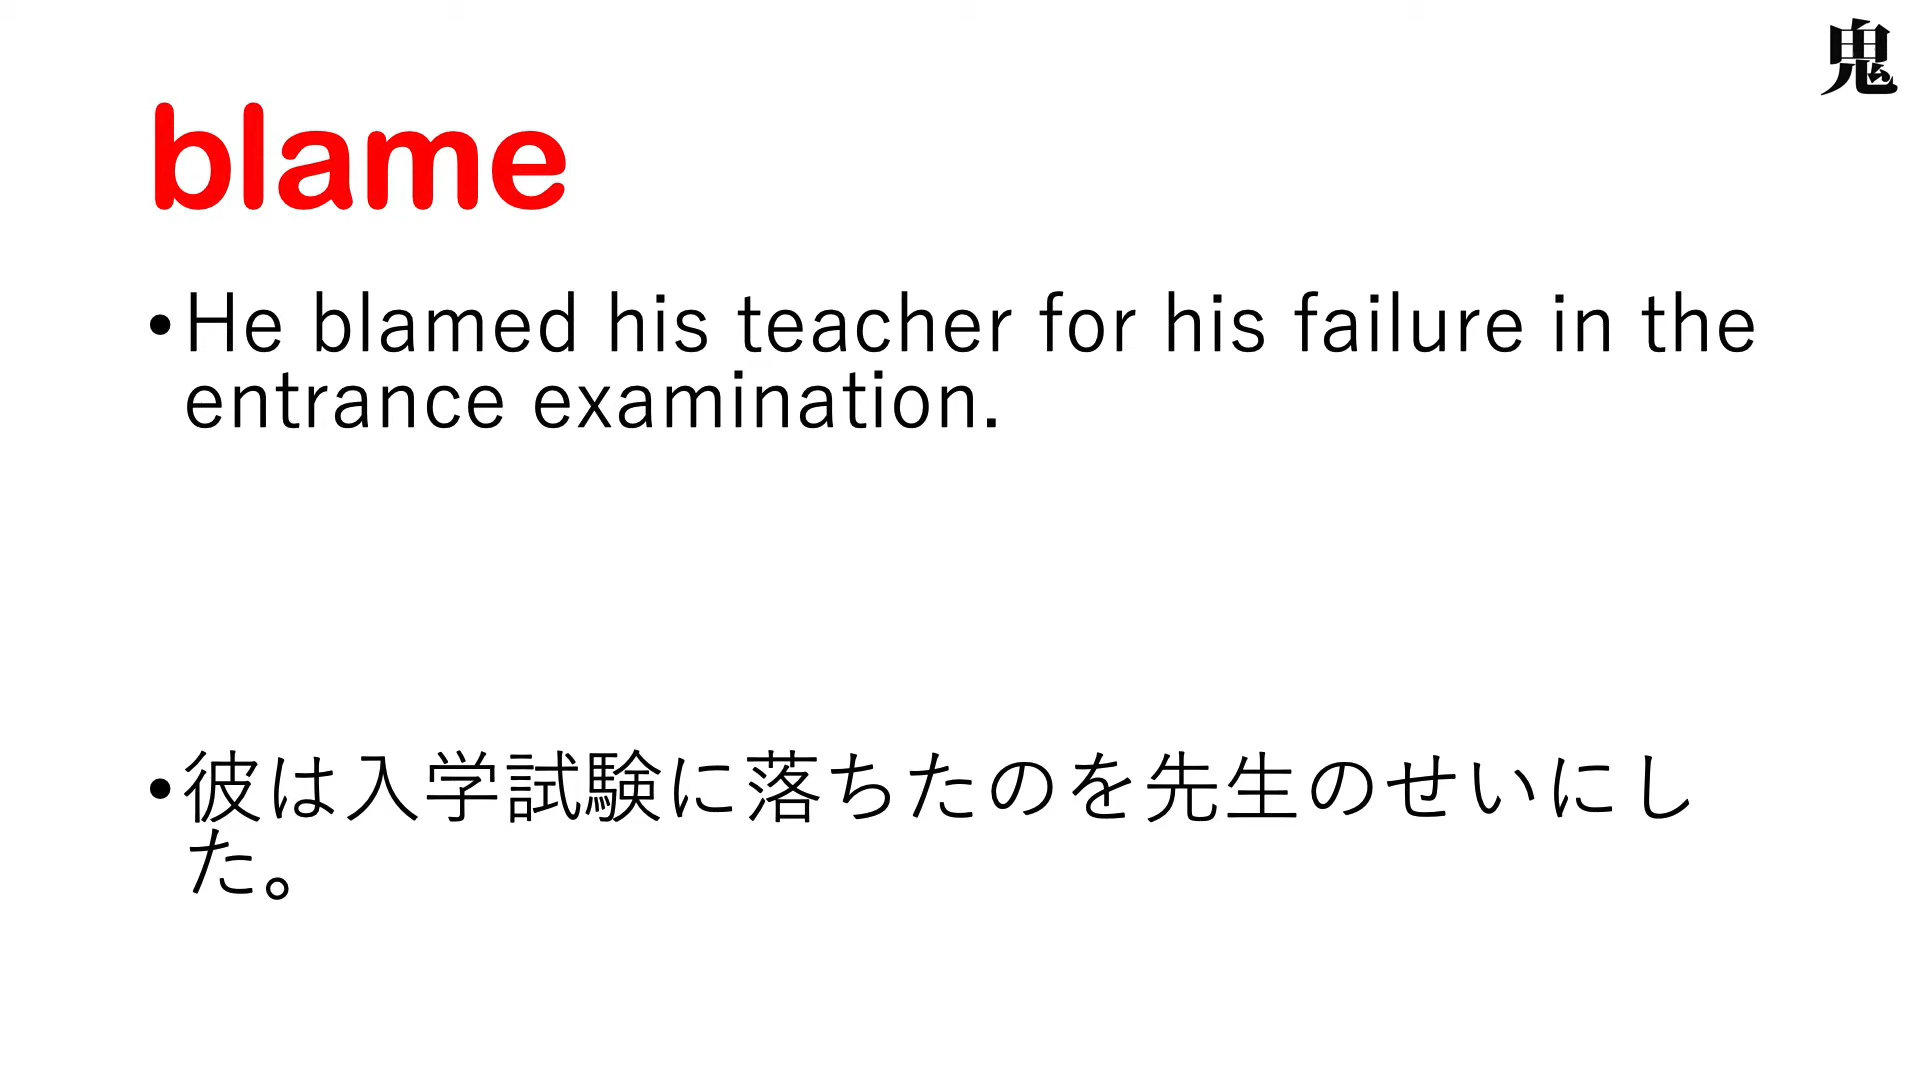 鬼
blame
•He blamed his teacher for his failure in the
entrance examination.
•彼は入学試験に落ちたのを先生のせいにし
た。